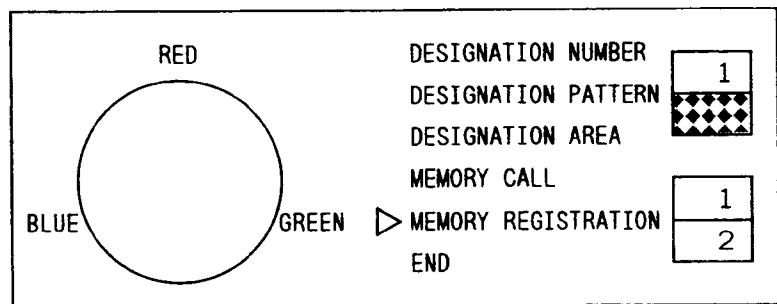 RED
BLUE
GREEN
DESIGNATION NUMBER
1
DESIGNATION PATTERN
DESIGNATION AREA
MEMORY CALL
1
MEMORY REGISTRATION
2
END